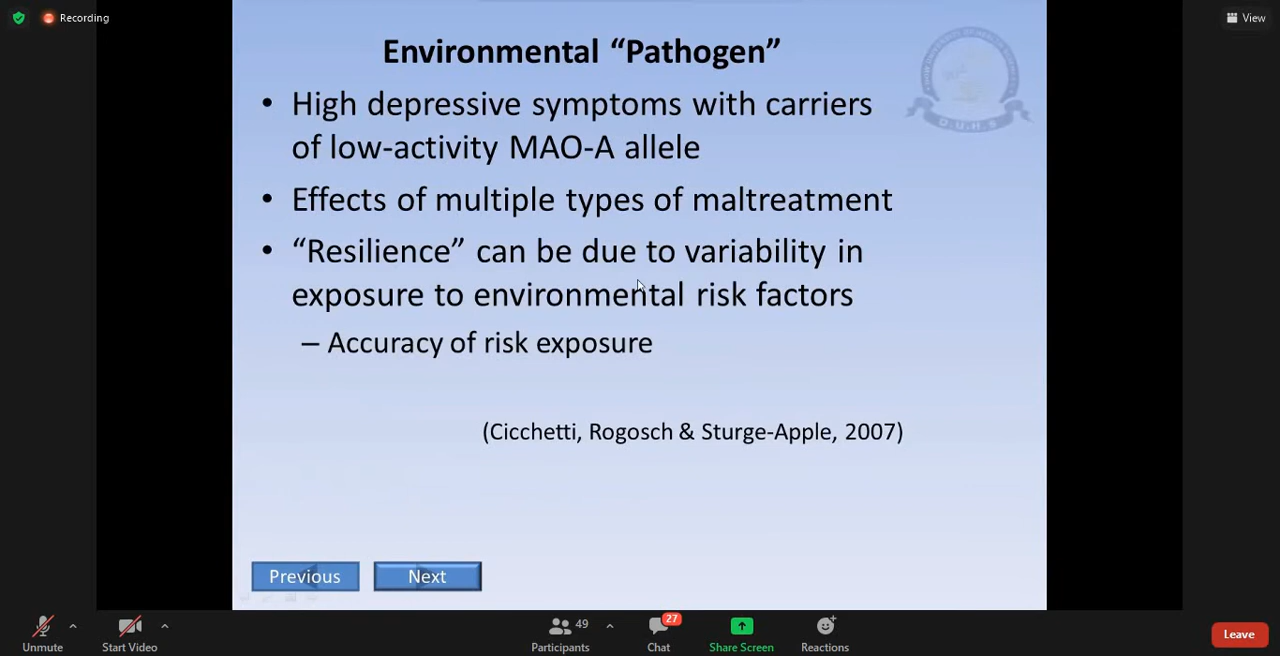 Recording
View
Environmental “Pathogen”
• High depressive symptoms with carriers
of low-activity MAO-A allele
• Effects of multiple types of maltreatment
• “Resilience” can be due to variability in
exposure to environmental risk factors
– Accuracy of risk exposure
(Cicchetti, Rogosch & Sturge-Apple, 2007)
D.U.H.S
Previous
Next
Unmute
Start Video
49
Participants
27
Chat
Share Screen
Reactions
Leave